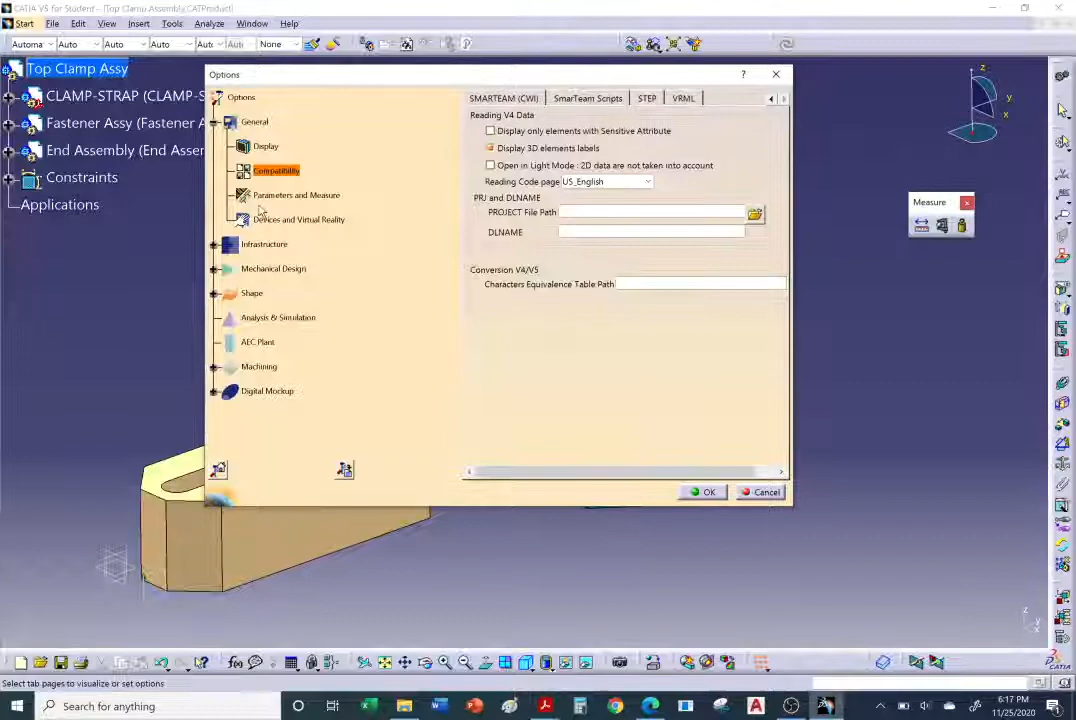 CATIA V5 for Student - [Top Clamp Assembly.CATProduct]
Start File Edit View Insert Tools Analyze Window Help
Automa Auto Auto Auto Aut Aut None
Top Clamp Assy
CLAMP-STRAP (CLAMP-S
Fastener Assy (Fastener A
End Assembly (End Asser
Constraints
Applications
Options
?
Options
General
Display
Compatibility
Parameters and Measure
Devices and Virtual Reality
Infrastructure
Mechanical Design
Shape
Analysis & Simulation
AEC Plant
Machining
Digital Mockup
SMARTEAM (CWI) SmarTeam Scripts STEP VRML
Reading V4 Data
Display only elements with Sensitive Attribute
Display 3D elements labels
Open in Light Mode : 2D data are not taken into account
Reading Code page US_English
PRJ and DLNAME
PROJECT File Path
DLNAME
Conversion V4/V5
Characters Equivalence Table Path
OK Cancel
Measure
z
y
x
z
y
x
Select tab pages to visualize or set options
CATIA
Search for anything
6:17 PM
11/25/2020